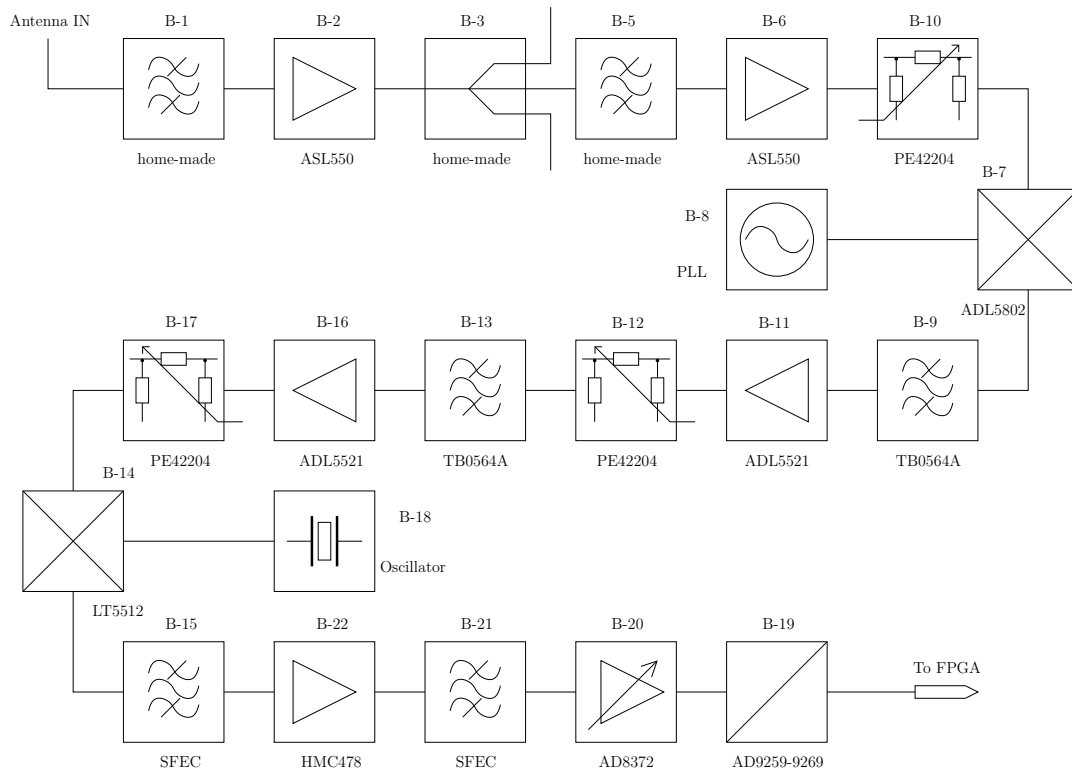 Antenna IN
B-1
B-2
B-3
B-5
B-6
B-10
home-made
ASL550
home-made
home-made
ASL550
PE42204
B-7
B-8
PLL
ADL5802
B-17
B-16
B-13
B-12
B-11
B-9
PE42204
ADL5521
TB0564A
PE42204
ADL5521
TB0564A
B-14
B-18
Oscillator
LT5512
B-15
B-22
B-21
B-20
B-19
To FPGA
SFEC
HMC478
SFEC
AD8372
AD9259-9269